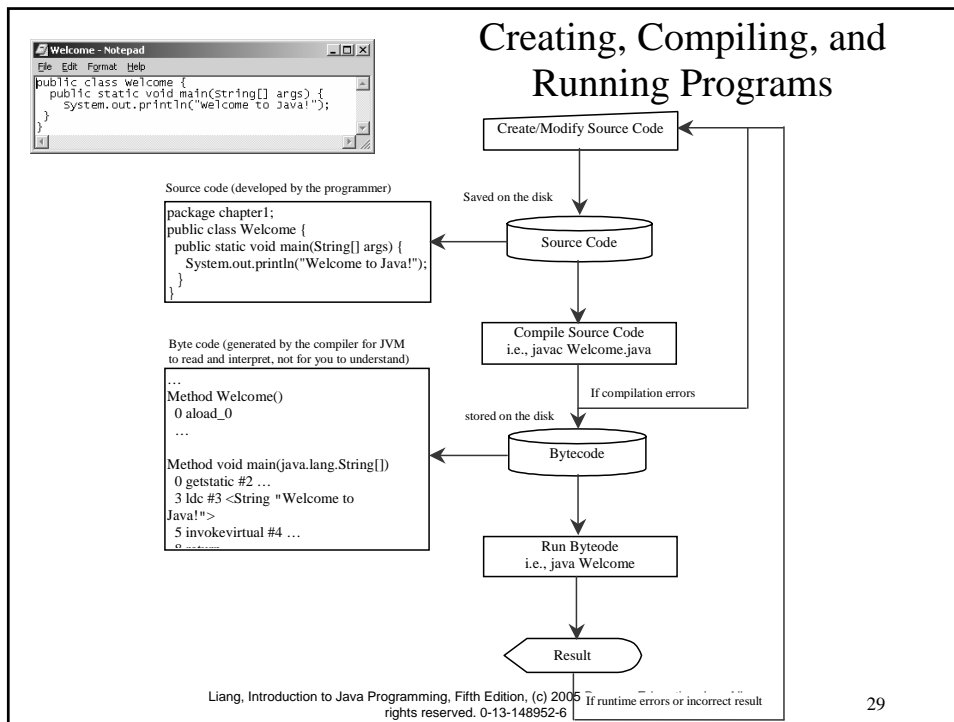 Creating, Compiling, and
Running Programs
Welcome - Notepad
File Edit Format Help
public class Welcome {
public static void main(String[] args) {
System.out.println("Welcome to Java!");
}
}
Create/Modify Source Code
Source code (developed by the programmer)
Saved on the disk
package chapter1;
public class Welcome {
public static void main(String[] args) {
System.out.println("Welcome to Java!");
}
}
Source Code
Compile Source Code
i.e., javac Welcome.java
Byte code (generated by the compiler for JVM
to read and interpret, not for you to understand)
If compilation errors
stored on the disk
…
Method Welcome()
0 aload_0
…
Method void main(java.lang.String[])
0 getstatic #2 …
3 ldc #3 <String "Welcome to
Java!">
5 invokevirtual #4 …
Bytecode
Run Byteode
i.e., java Welcome
Result
Liang, Introduction to Java Programming, Fifth Edition, (c) 2005
rights reserved. 0-13-148952-6
If runtime errors or incorrect result
29